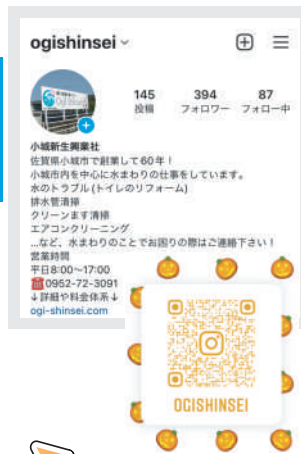 ogishinsei
145 394 87
投稿 フォロワー フォロー中
小城新生興業社
佐賀県小城市で創業して60年！
小城市内を中心に水まわりの仕事をしています。
水のトラブル(トイレのリフォーム)
排水管清掃
クリーンます清掃
エアコンクリーニング
…など、水まわりのことでお困りの際はご連絡下さい！
営業時間
平日8:00~17:00
☎0952-72-3091
↓詳細や料金体系↓
ogi-shinsei.com
OGISHINSEI